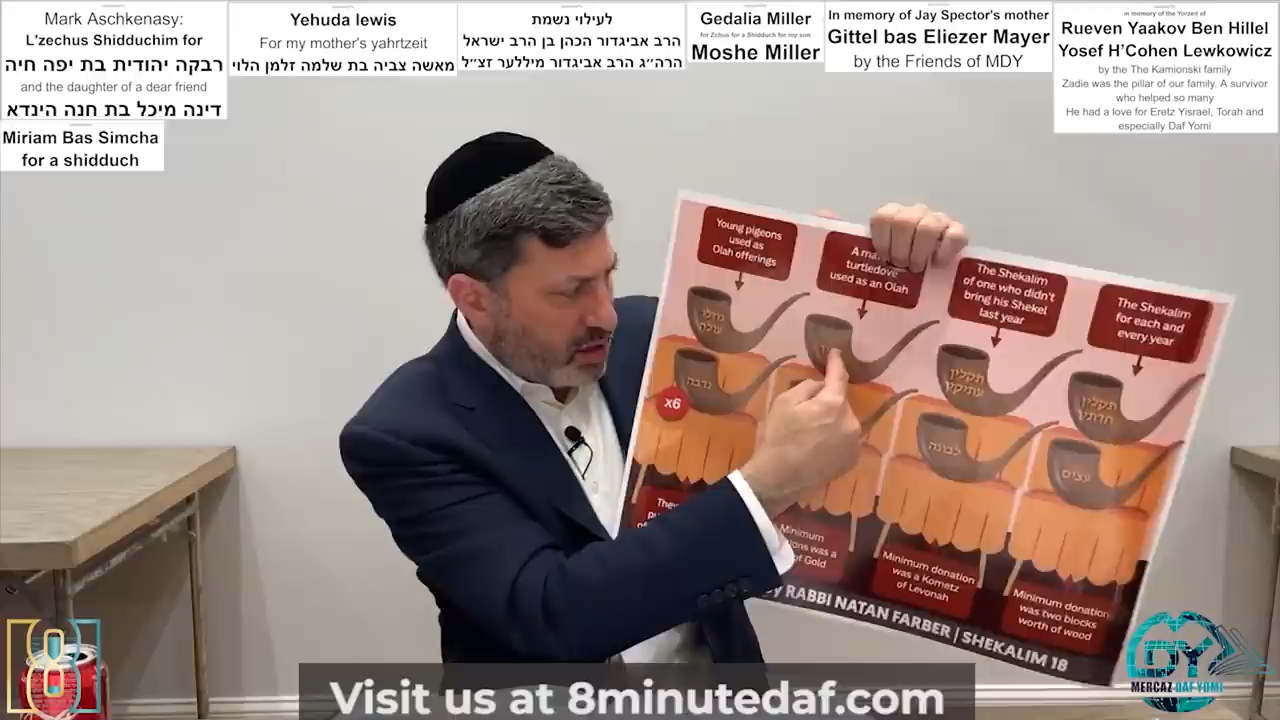 Mark Aschkenasy:
L'zechus Shidduchim for
רבקה יהודית בת יפה חיה
and the daughter of a dear friend
דינה מיכל בת חנה הינדא
Miriam Bas Simcha
for a shidduch
Yehuda lewis
For my mother's yahrtzeit
מאשה צביה בת שלמה זלמן הלוי
לעילוי נשמת
הרב אביגדור הכהן בן הרב ישראל
הרה״ג הרב אביגדור מיללער זצ״ל
Gedalia Miller
for Zchus for a Shidduch for my son
Moshe Miller
In memory of Jay Spector's mother
Gittel bas Eliezer Mayer
by the Friends of MDY
in memory of the Yorzeit of
Rueven Yaakov Ben Hillel
Yosef H'Cohen Lewkowicz
by the The Kamionski family
Zadie was the pillar of our family. A survivor
who helped so many
He had a love for Eretz Yisrael, Torah and
especially Daf Yomi
Young pigeons
used as
Olah offerings
גוזלי
עולה
turtledove
used as an Olah
The Shekalim
of one who didn't
bring his Shekel
last year
תקלין
עתיקין
The Shekalim
for each and
every year
תקלין
חדתין
נדבה
x6
לבונה
עצים
Minimum
was a
of Gold
Minimum donation
was a Kometz
of Levonah
Minimum donation
was two blocks
worth of wood
by RABBI NATAN FARBER | SHEKALIM 18
8
Visit us at 8minutedaf.com
MERCAZ DAF YOMI